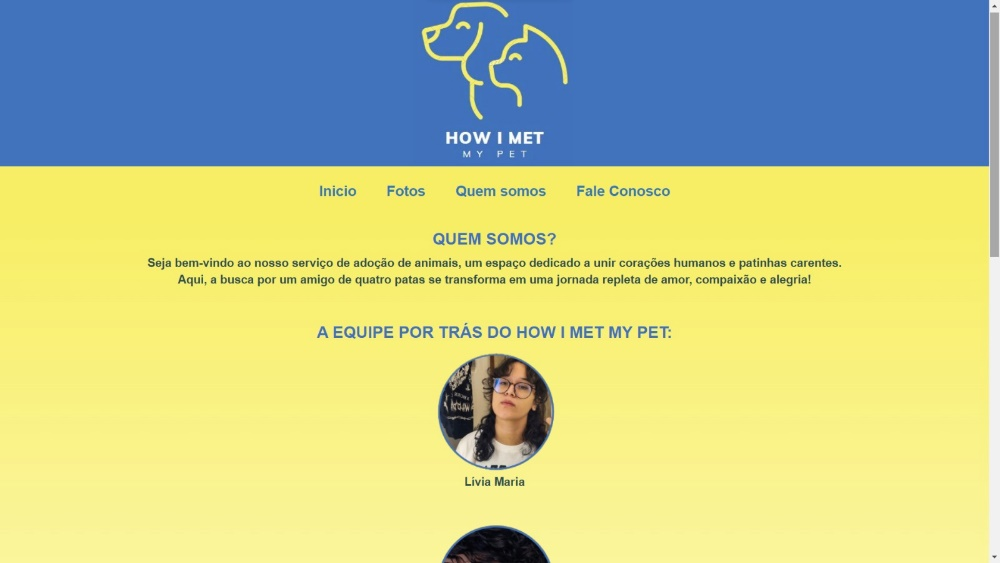 HOW I MET
MY PET
Inicio Fotos Quem somos Fale Conosco
QUEM SOMOS?
Seja bem-vindo ao nosso serviço de adoção de animais, um espaço dedicado a unir corações humanos e patinhas carentes.
Aqui, a busca por um amigo de quatro patas se transforma em uma jornada repleta de amor, compaixão e alegria!
A EQUIPE POR TRÁS DO HOW I MET MY PET:
Lívia Maria